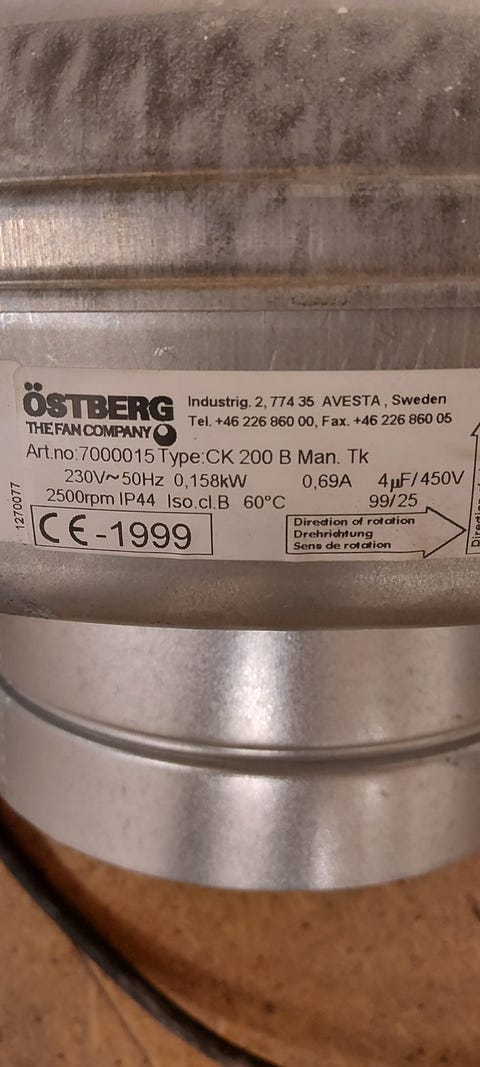 ÖSTBERG
THE FAN COMPANY
Industrig. 2, 774 35 AVESTA , Sweden
Tel. +46 226 860 00, Fax. +46 226 860 05
Art.no:7000015 Type:CK 200 B Man. Tk
230V~50Hz 0,158kW 0,69A 4µF/450V
2500rpm IP44 Iso.cl.B 60°C 99/25
CE-1999
Direction of rotation
Drehrichtung
Sens de rotation
1270077